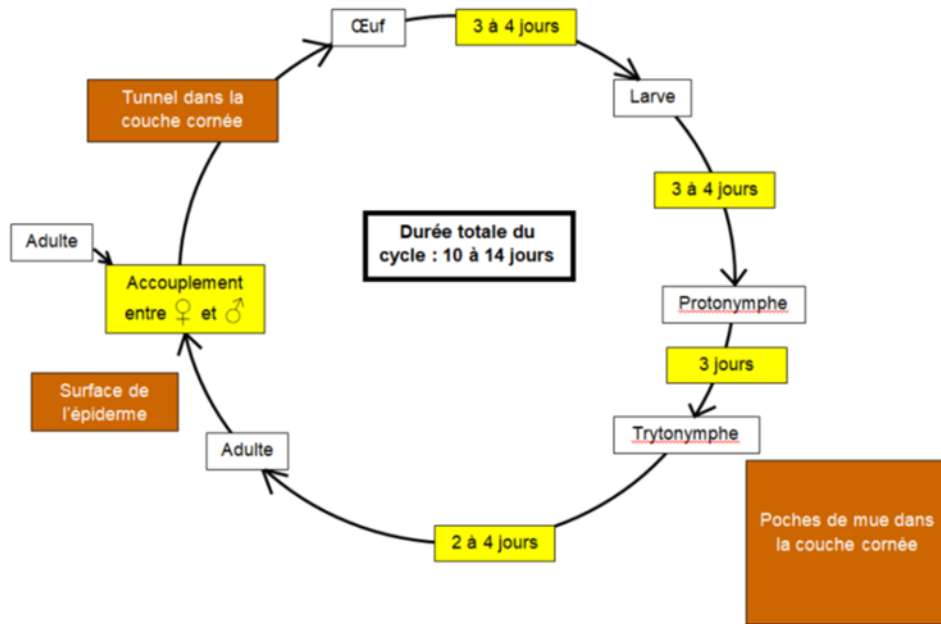 Œuf
3 à 4 jours
Larve
Tunnel dans la
couche cornée
3 à 4 jours
Durée totale du
cycle : 10 à 14 jours
Adulte
Accouplement
entre ♀ et ♂
Protonymphe
3 jours
Surface de
l'épiderme
Trytonymphe
Adulte
2 à 4 jours
Poches de mue dans
la couche cornée